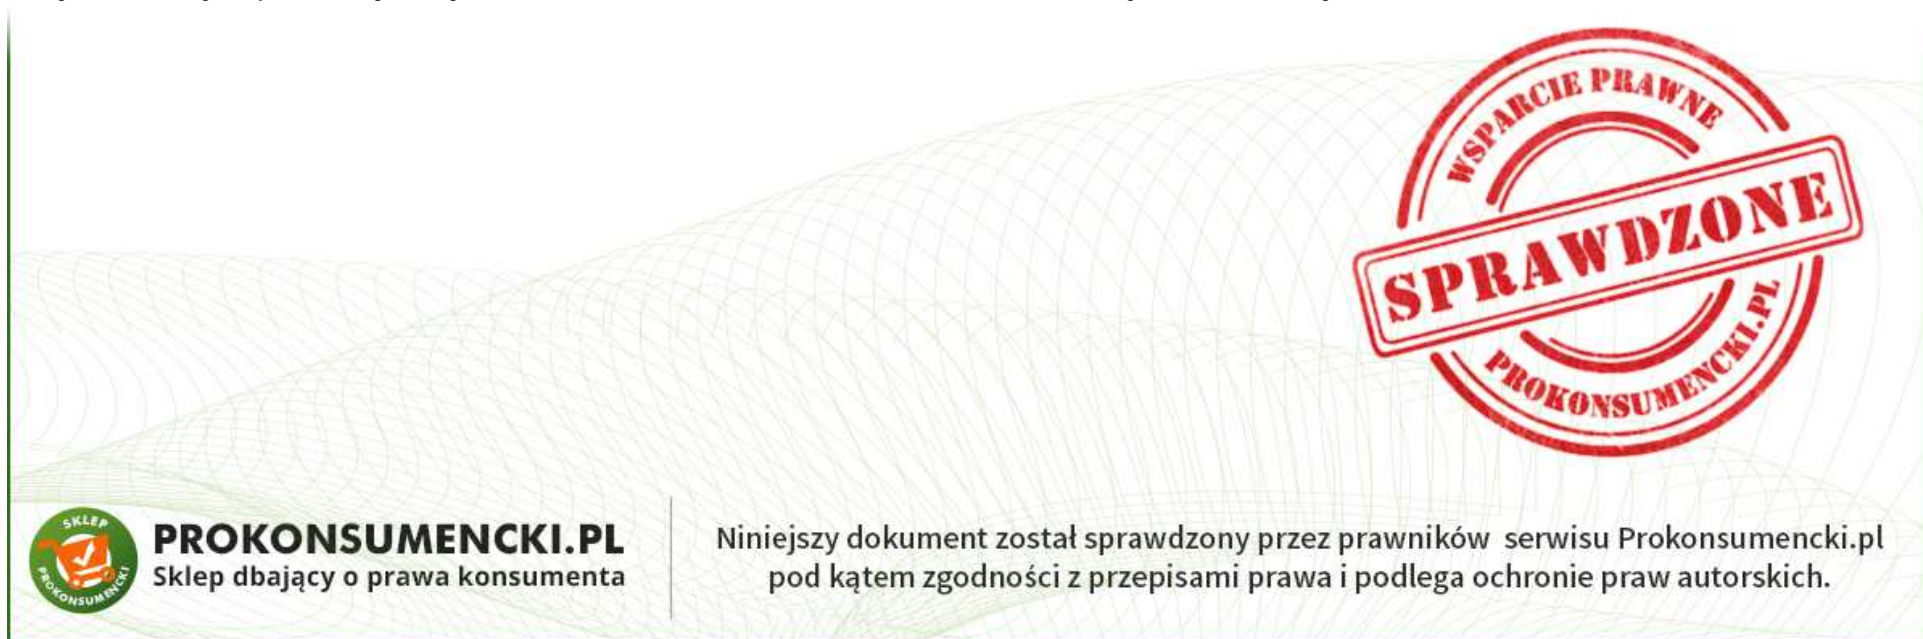 WSPARCIE PRAWNE
SPRAWDZONE
PROKONSUMENCKI.PL
SKLEP
PROKONSUMENCKI
PROKONSUMENCKI.PL
Sklep dbający o prawa konsumenta
Niniejszy dokument został sprawdzony przez prawników serwisu Prokonsumencki.pl
pod kątem zgodności z przepisami prawa i podlega ochronie praw autorskich.